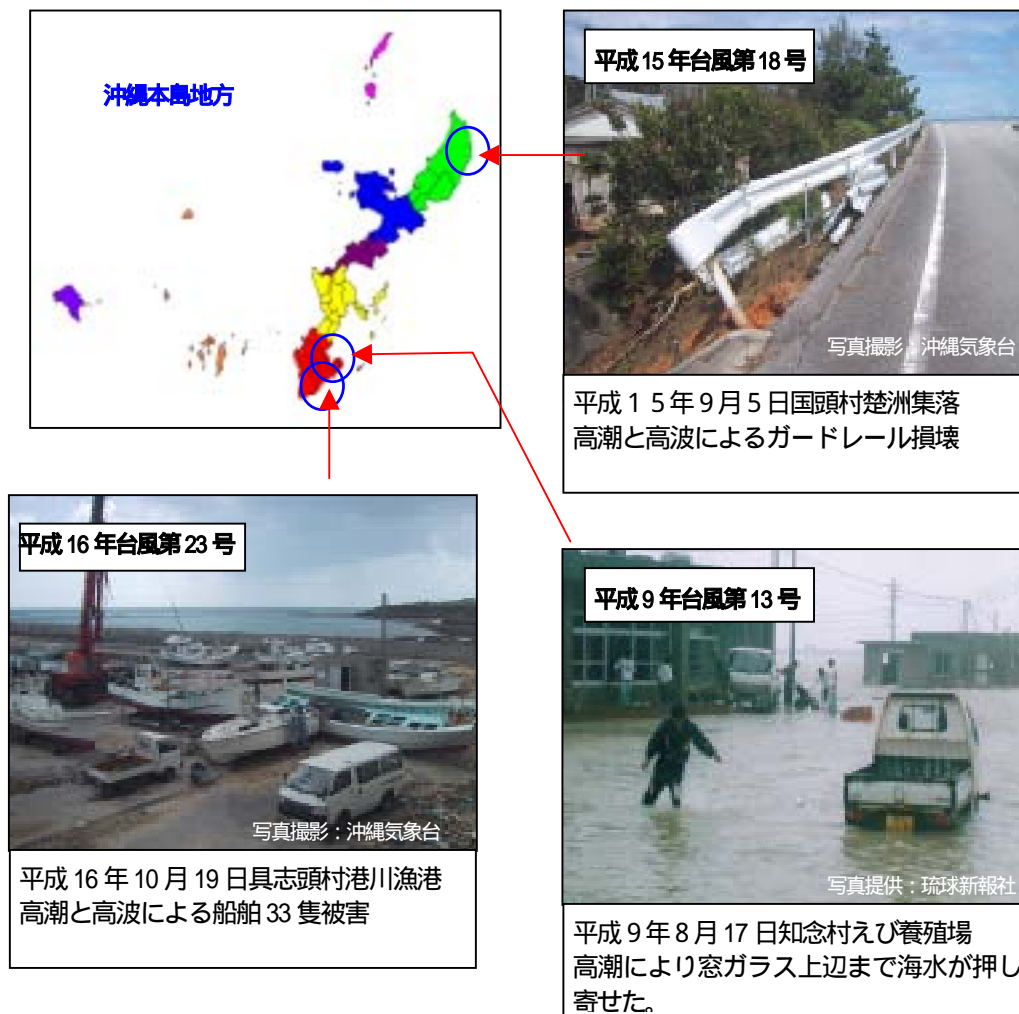 沖縄本島地方
平成15年台風第18号
写真撮影：沖縄気象台
平成１５年９月５日国頭村楚洲集落
高潮と高波によるガードレール損壊
平成16年台風第23号
写真撮影：沖縄気象台
平成16年10月19日具志頭村港川漁港
高潮と高波による船舶33隻被害
平成9年台風第13号
写真提供：琉球新報社
平成９年８月17日知念村えび養殖場
高潮により窓ガラス上辺まで海水が押し
寄せた。